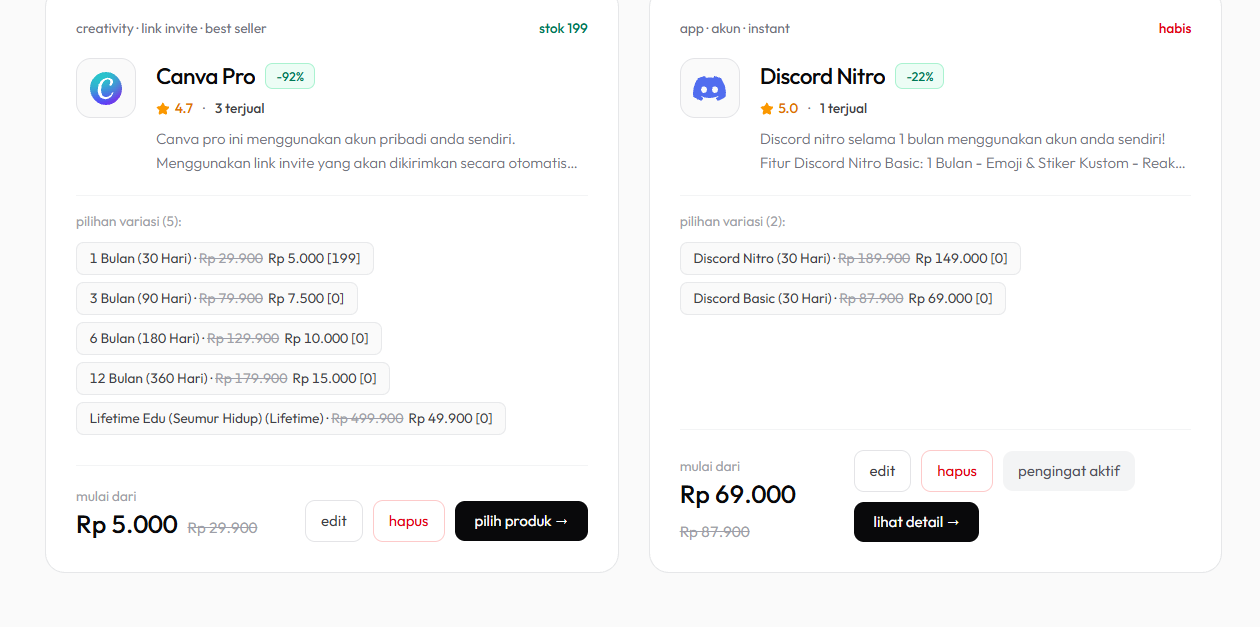 creativity · link invite · best seller
stok 199
Canva Pro
-92%
4.7 · 3 terjual
Canva pro ini menggunakan akun pribadi anda sendiri.
Menggunakan link invite yang akan dikirimkan secara otomatis...
pilihan variasi (5):
1 Bulan (30 Hari) · Rp 29.900 Rp 5.000 [199]
3 Bulan (90 Hari) · Rp 79.900 Rp 7.500 [0]
6 Bulan (180 Hari) · Rp 129.900 Rp 10.000 [0]
12 Bulan (360 Hari) · Rp 179.900 Rp 15.000 [0]
Lifetime Edu (Seumur Hidup) (Lifetime) · Rp 499.900 Rp 49.900 [0]
mulai dari
Rp 5.000 Rp 29.900
edit
hapus
pilih produk →
app · akun · instant
habis
Discord Nitro
-22%
5.0 · 1 terjual
Discord nitro selama 1 bulan menggunakan akun anda sendiri!
Fitur Discord Nitro Basic: 1 Bulan - Emoji & Stiker Kustom - Reak...
pilihan variasi (2):
Discord Nitro (30 Hari) · Rp 189.900 Rp 149.000 [0]
Discord Basic (30 Hari) · Rp 87.900 Rp 69.000 [0]
mulai dari
Rp 69.000
Rp 87.900
edit
hapus
pengingat aktif
lihat detail →